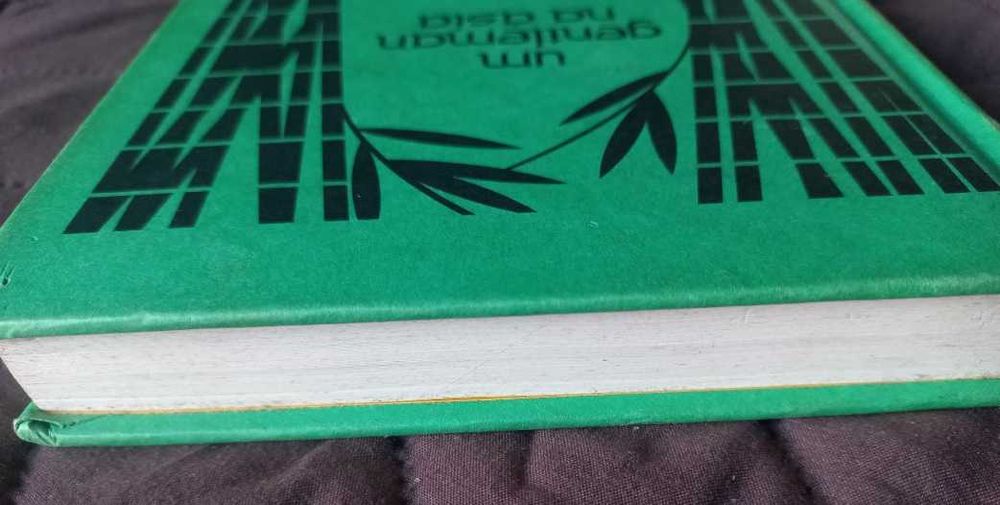 um
gentleman
na ásia